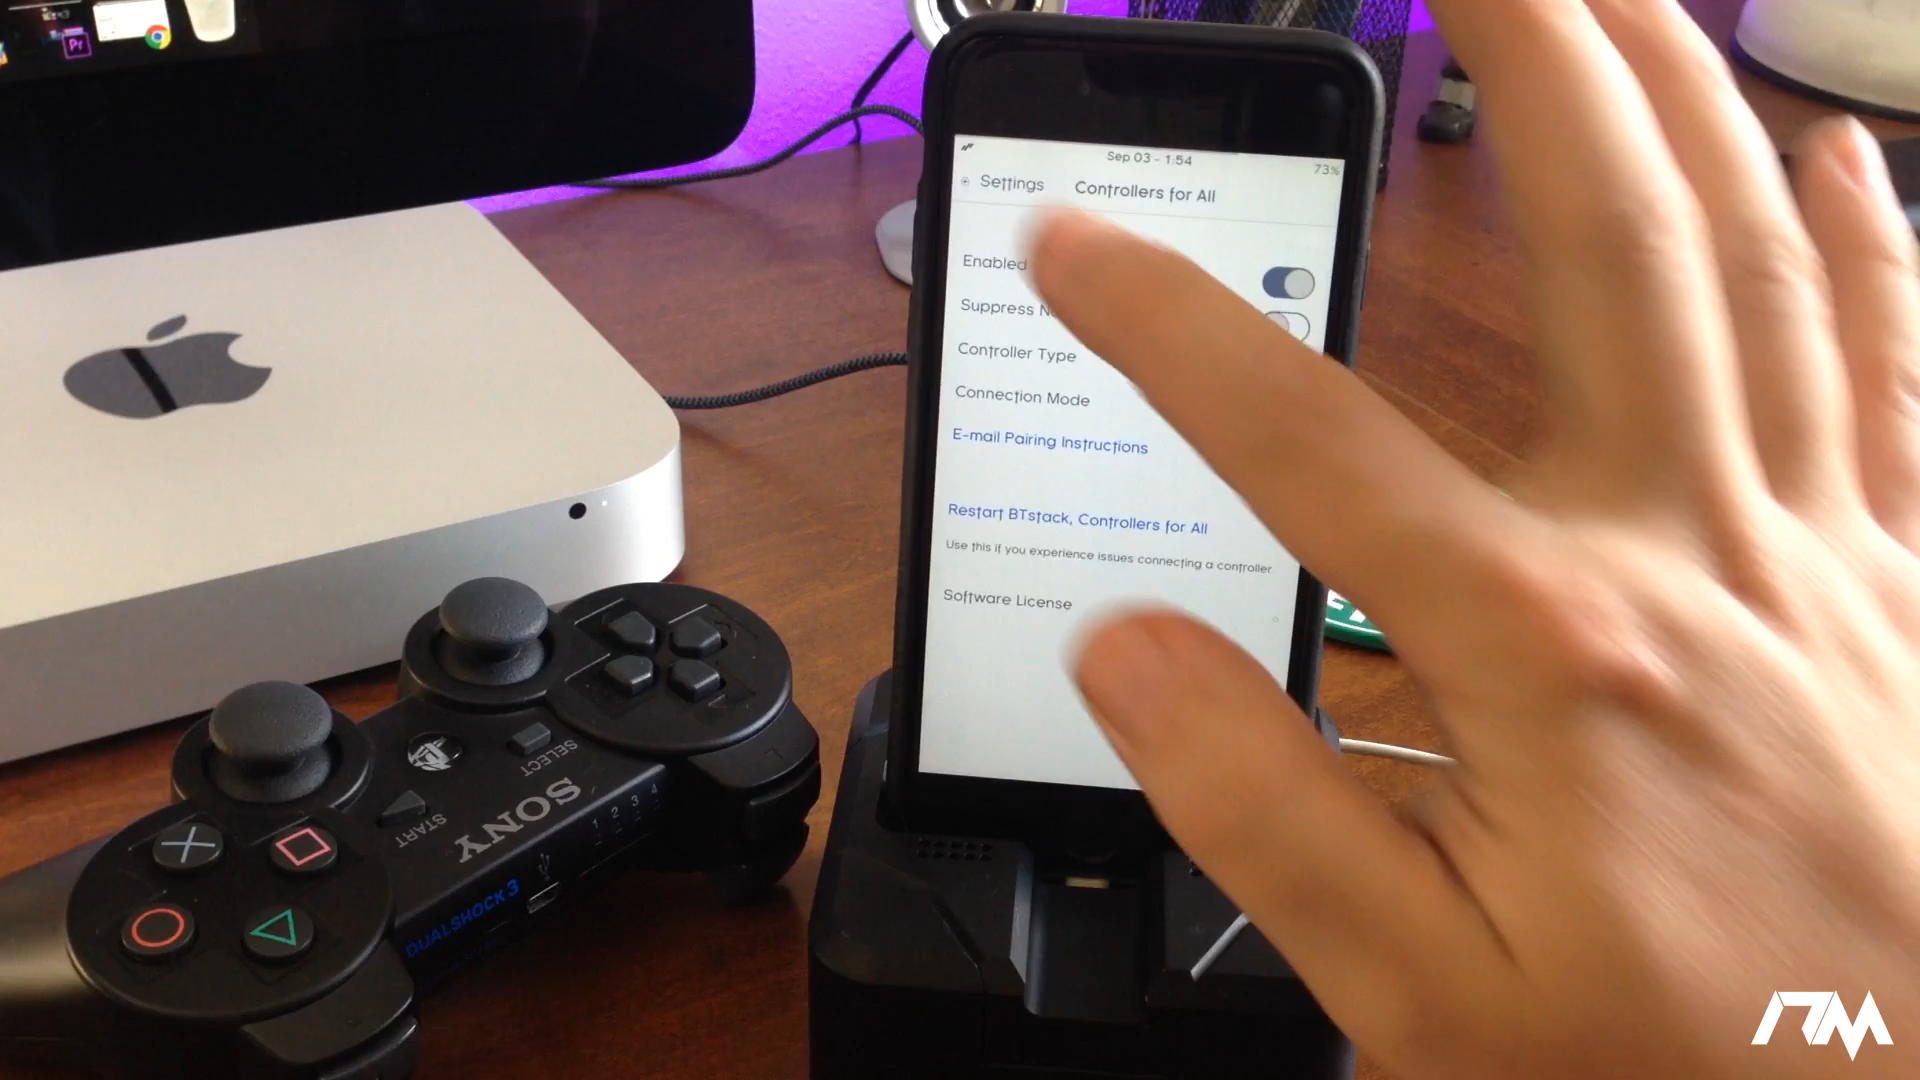 Pr
Sep 03 - 1:54
73%
Settings
Controllers for All
Enabled
Suppress
Controller Type
Connection Mode
E-mail Pairing Instructions
Restart BTstack, Controllers for All
Use this if you experience issues connecting a controller
Software License
SELECT
START
SONY
1 2 3 4
DUALSHOCK 3